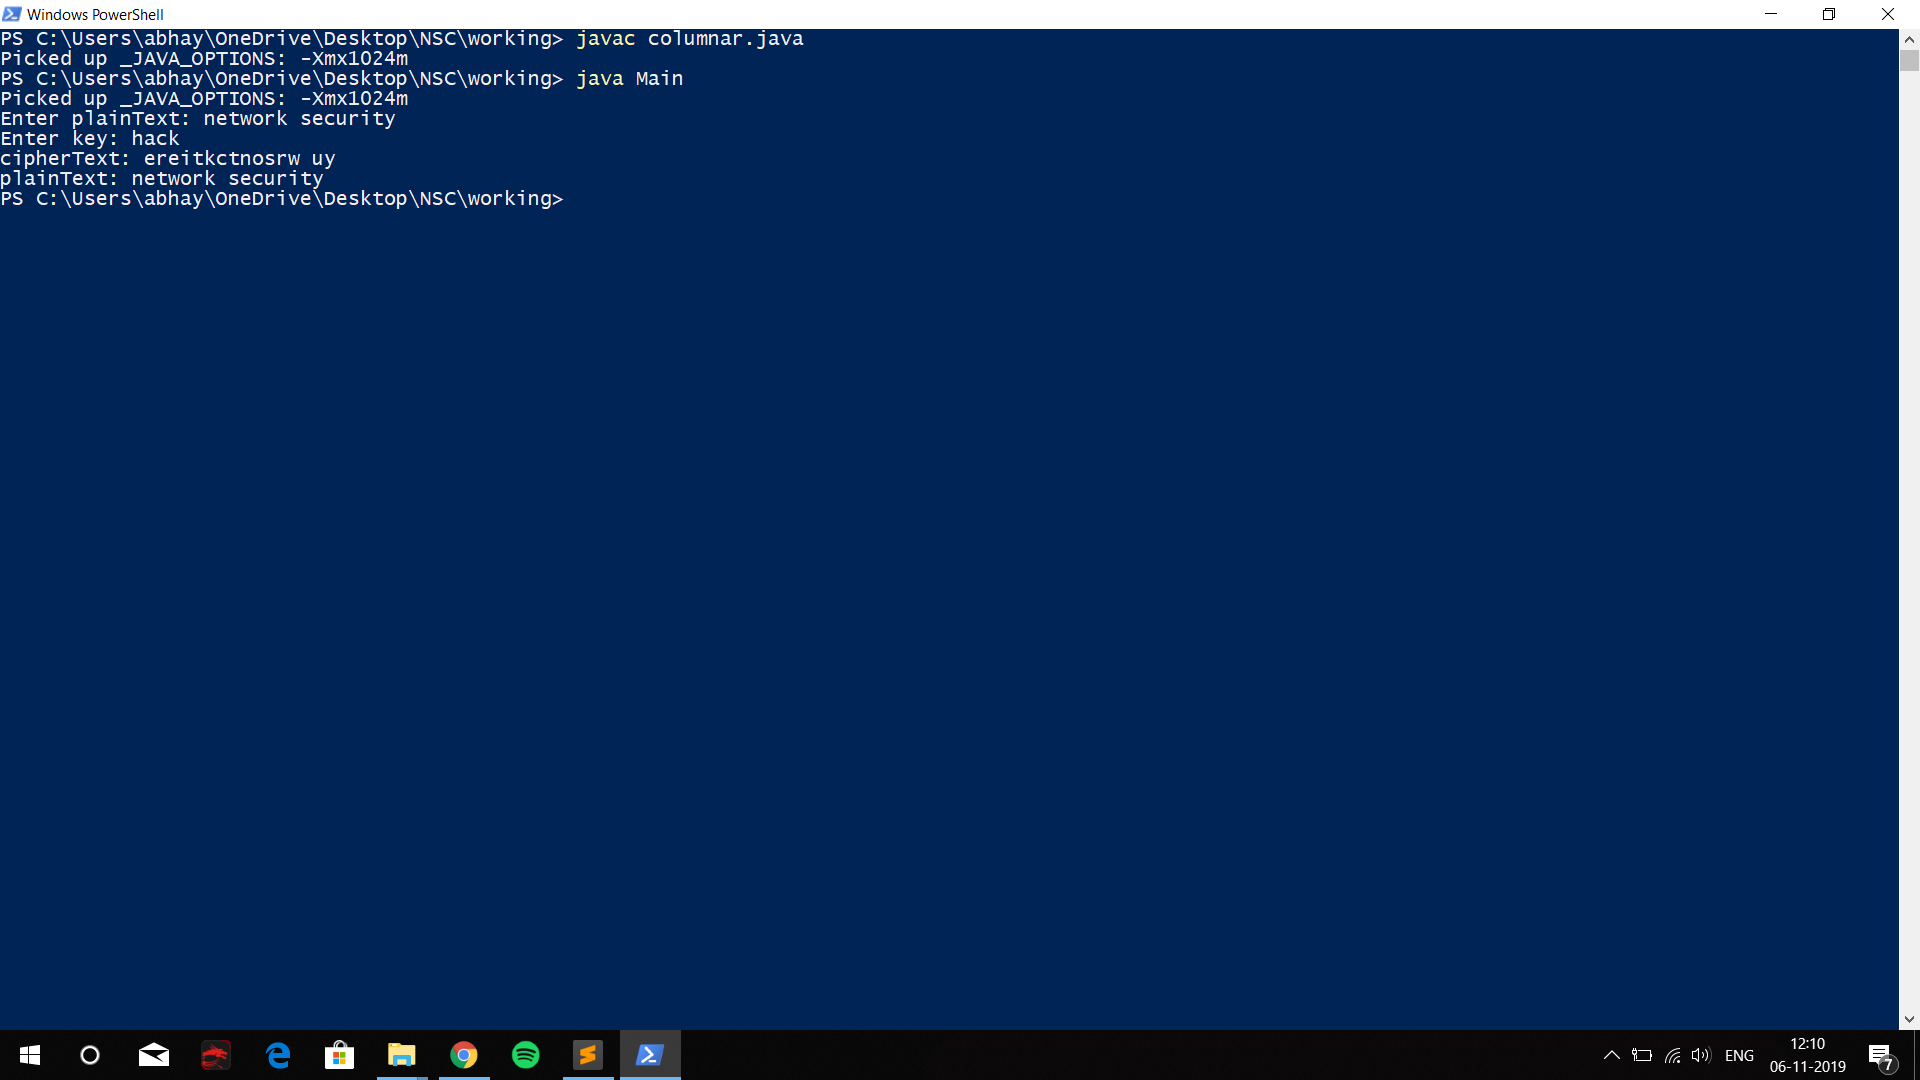 Windows PowerShell
PS C:\Users\abhay\OneDrive\Desktop\NSC\working> javac columnar.java
Picked up _JAVA_OPTIONS: -Xmx1024m
PS C:\Users\abhay\OneDrive\Desktop\NSC\working> java Main
Picked up _JAVA_OPTIONS: -Xmx1024m
Enter plainText: network security
Enter key: hack
cipherText: ereitkctnosrw uy
plainText: network security
PS C:\Users\abhay\OneDrive\Desktop\NSC\working>
ENG
12:10
06-11-2019
7